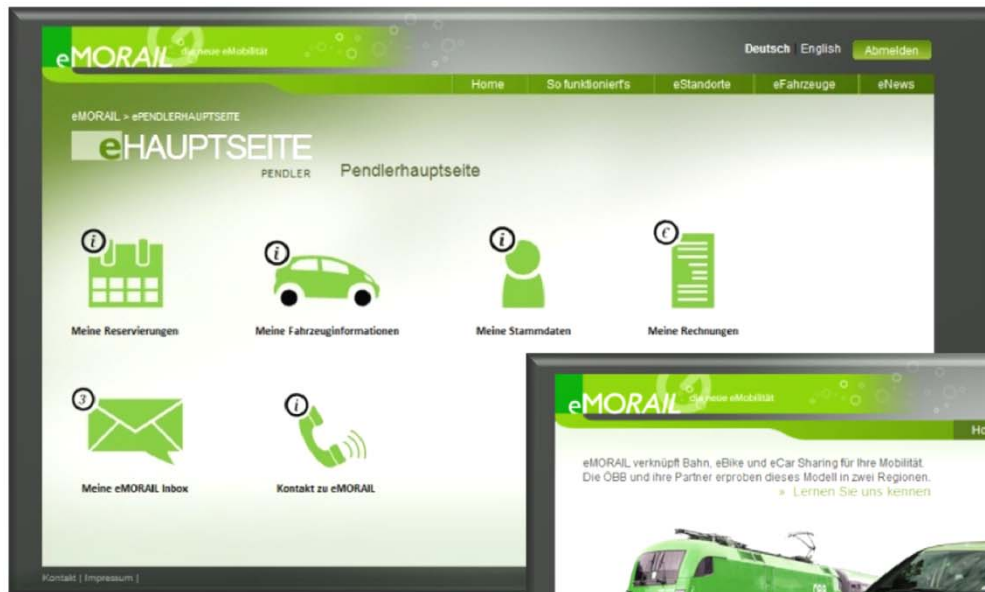 eMORAIL die neue eMobilität
Deutsch | English Abmelden
Home So funktioniert's eStandorte eFahrzeuge eNews
eMORAIL > ePENDLERHAUPTSEITE
eHAUPTSEITE
PENDLER Pendlerhauptseite
i i i €
Meine Reservierungen Meine Fahrzeuginformationen Meine Stammdaten Meine Rechnungen
3 i
Meine eMORAIL Inbox Kontakt zu eMORAIL
Kontakt | Impressum |
eMORAIL die neue eMobilität
Ho
eMORAIL verknüpft Bahn, eBike und eCar Sharing für Ihre Mobilität.
Die ÖBB und ihre Partner erproben dieses Modell in zwei Regionen.
» Lernen Sie uns kennen
ÖBB